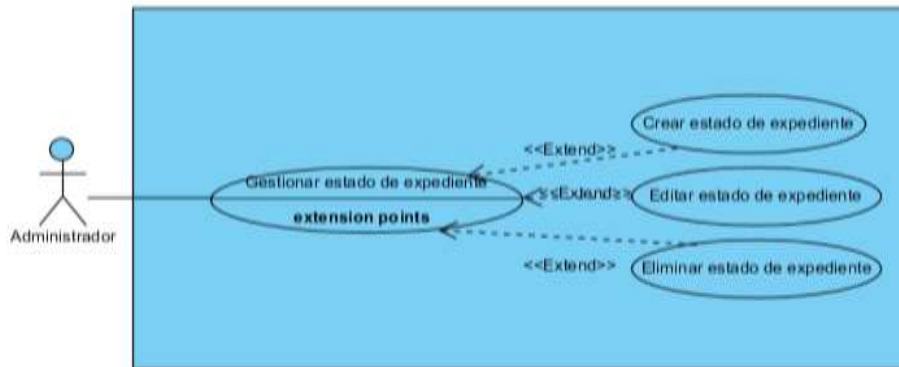 Crear estado de expediente
<<Extend>>
Gestionar estado de expediente
<<Extend>>
Editar estado de expediente
extension points
Administrador
<<Extend>>
Eliminar estado de expediente